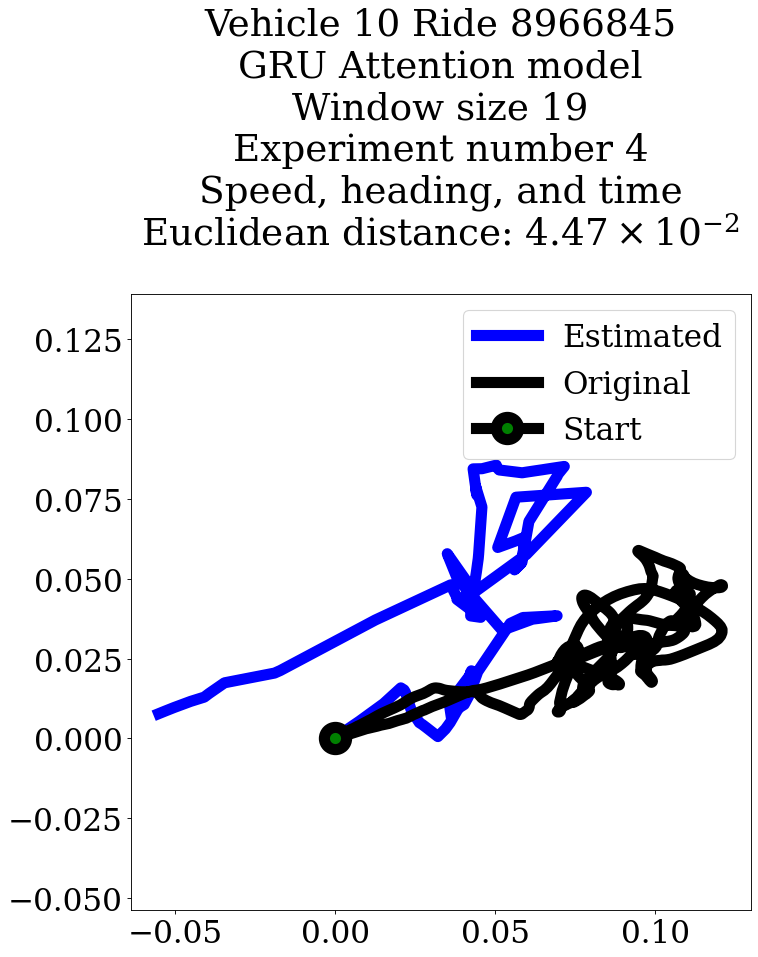 Vehicle 10 Ride 8966845
GRU Attention model
Window size 19
Experiment number 4
Speed, heading, and time
Euclidean distance: 4.47 × 10⁻²
Estimated
Original
Start
0.125
0.100
0.075
0.050
0.025
0.000
−0.025
−0.050
−0.05 0.00 0.05 0.10